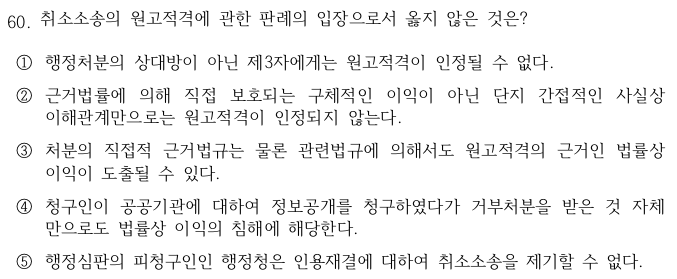 60. 취소소송의 원고적격에 관한 판례의 입장으로서 옳지 않은 것은?
① 행정처분의 상대방이 아닌 제3자에게는 원고적격이 인정될 수 없다.
② 근거법률에 의해 직접 보호되는 구체적인 이익이 아닌 단지 간접적인 사실상
이해관계만으로는 원고적격이 인정되지 않는다.
③ 처분의 직접적 근거법규는 물론 관련법규에 의해서도 원고적격의 근거인 법률상
이익이 도출될 수 있다.
④ 청구인이 공공기관에 대하여 정보공개를 청구하였다가 거부처분을 받은 것 자체
만으로도 법률상 이익의 침해에 해당한다.
⑤ 행정심판의 피청구인인 행정청은 인용재결에 대하여 취소소송을 제기할 수 없다.